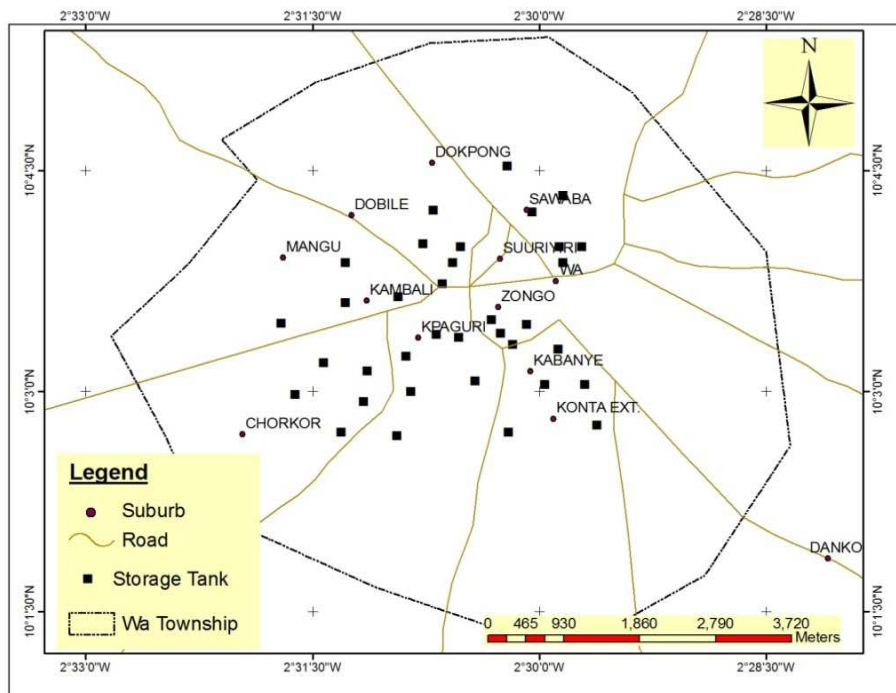 2°33'0"W 2°31'30"W 2°30'0"W 2°28'30"W
N
10°4'30"N 10°4'30"N
DOKPONG
SAWABA
DOBILE
MANGU
SUURIYIRI
WA
KAMBALI
ZONGO
KPAGURI
KABANYE
10°3'0"N 10°3'0"N
KONTA EXT.
CHORKOR
Legend
Suburb
Road
Storage Tank
Wa Township
DANKO
10°1'30"N 10°1'30"N
0 465 930 1,860 2,790 3,720
Meters
2°33'0"W 2°31'30"W 2°30'0"W 2°28'30"W